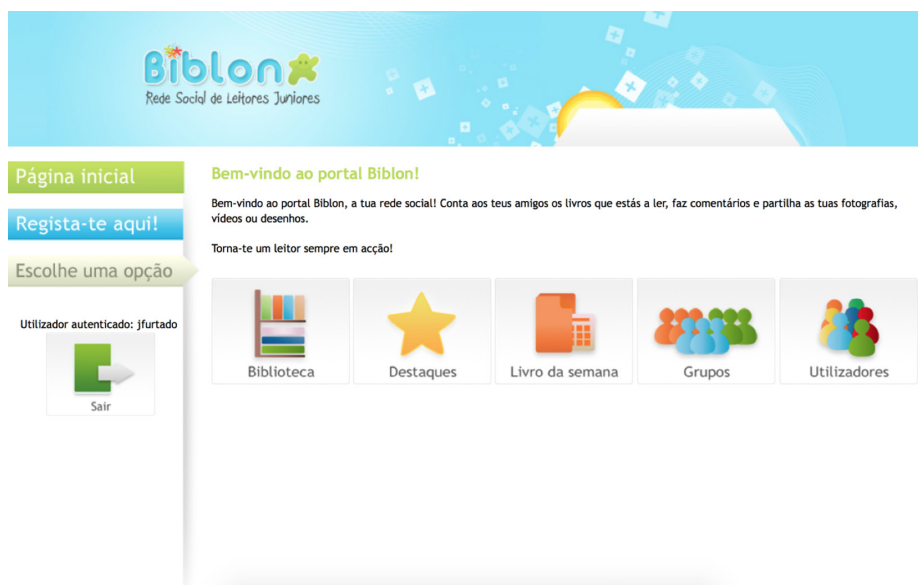 Biblon
Rede Social de Leitores Juniores
Página inicial
Regista-te aqui!
Escolhe uma opção
Utilizador autenticado: jfurtado
Sair
Bem-vindo ao portal Biblon!
Bem-vindo ao portal Biblon, a tua rede social! Conta aos teus amigos os livros que estás a ler, faz comentários e partilha as tuas fotografias,
vídeos ou desenhos.
Torna-te um leitor sempre em acção!
Biblioteca
Destaques
Livro da semana
Grupos
Utilizadores